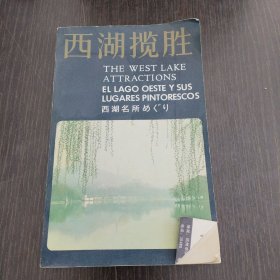 西湖揽胜
THE WEST LAKE
ATTRACTIONS
EL LAGO OESTE Y SUS
LUGARES PINTORESCOS
西湖名所めぐり